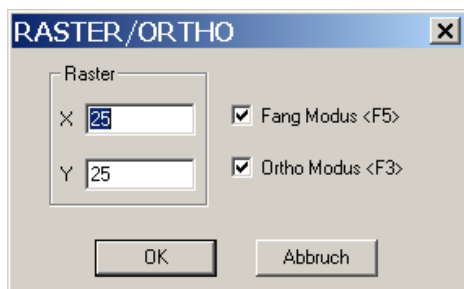 RASTER/ORTHO
Raster
X 25
Fang Modus <F5>
Y 25
Ortho Modus <F3>
OK
Abbruch